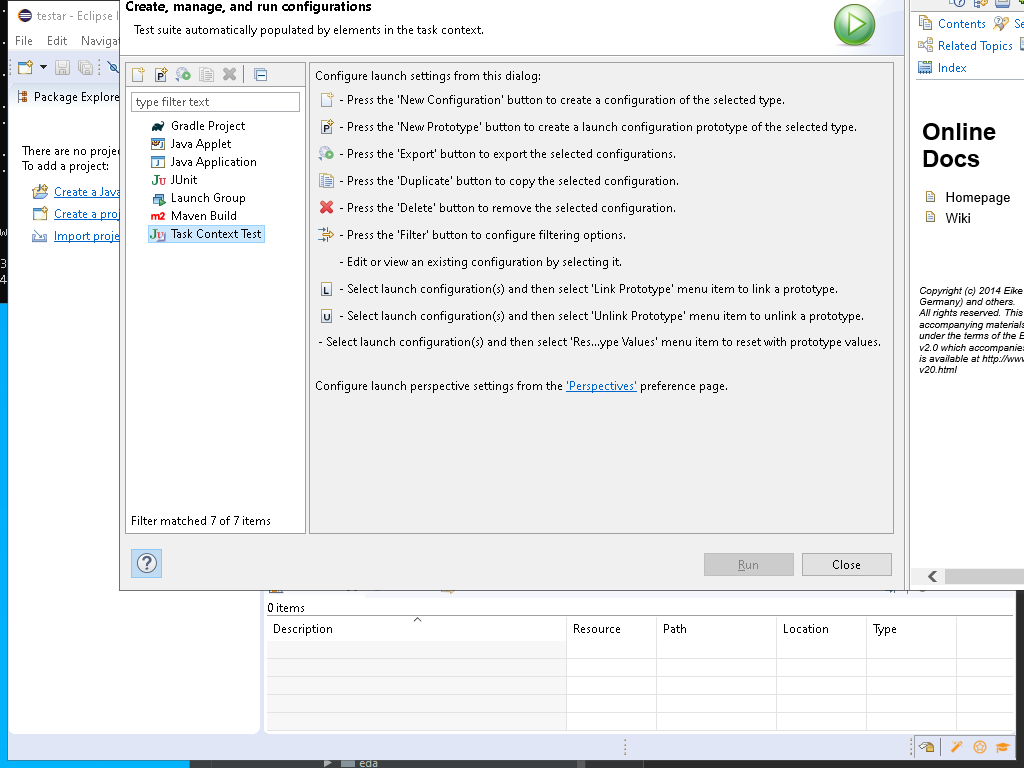 Create, manage, and run configurations
testar - Eclipse I
Test suite automatically populated by elements in the task context.
File Edit Navigat
Contents
Se
Related Topics
Index
Package Explore
type filter text
Gradle Project
Java Applet
Java Application
JUnit
Launch Group
Maven Build
Task Context Test
Filter matched 7 of 7 items
There are no projec
To add a project:
Create a Java
Create a proj
Import proje
Configure launch settings from this dialog:
- Press the 'New Configuration' button to create a configuration of the selected type.
- Press the 'New Prototype' button to create a launch configuration prototype of the selected type.
- Press the 'Export' button to export the selected configurations.
- Press the 'Duplicate' button to copy the selected configuration.
- Press the 'Delete' button to remove the selected configuration.
- Press the 'Filter' button to configure filtering options.
- Edit or view an existing configuration by selecting it.
- Select launch configuration(s) and then select 'Link Prototype' menu item to link a prototype.
- Select launch configuration(s) and then select 'Unlink Prototype' menu item to unlink a prototype.
- Select launch configuration(s) and then select 'Res...ype Values' menu item to reset with prototype values.
Configure launch perspective settings from the 'Perspectives' preference page.
Run
Close
Online
Docs
Homepage
Wiki
Copyright (c) 2014 Eike
Germany) and others.
All rights reserved. This
accompanying materials
under the terms of the E
v2.0 which accompanies
is available at http://ww
v20.html
0 items
Description Resource Path Location Type
eda